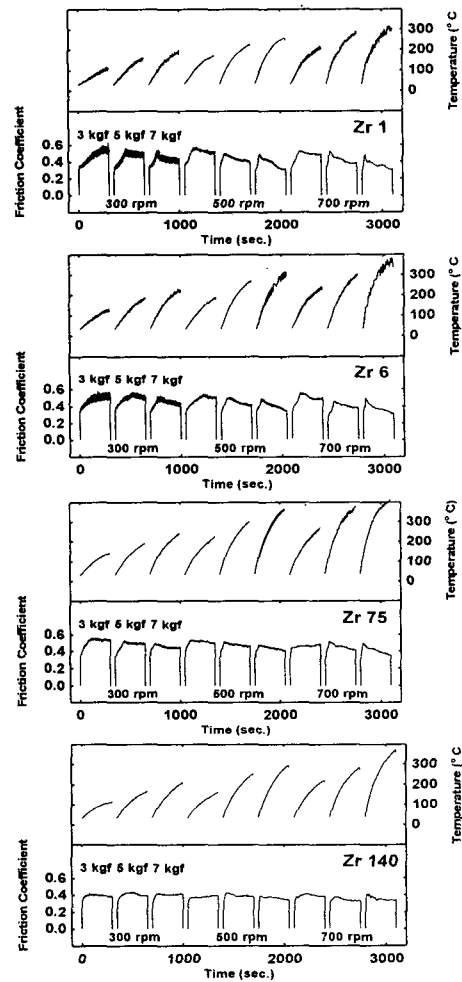 300
200
100
0
Temperature (° C
Friction Coefficient
0.6
0.4
0.2
0.0
3 kgf 5 kgf 7 kgf
Zr 1
300 rpm
500 rpm
700 rpm
0
1000
2000
3000
Time (sec.)
300
200
100
0
Temperature (° C
Friction Coefficient
0.6
0.4
0.2
0.0
3 kgf 5 kgf 7 kgf
Zr 6
300 rpm
500 rpm
700 rpm
0
1000
2000
3000
Time (sec.)
300
200
100
0
Temperature (° C)
Friction Coefficient
0.6
0.4
0.2
0.0
3 kgf 5 kgf 7 kgf
Zr 75
300 rpm
500 rpm
700 rpm
0
1000
2000
3000
Time (sec.)
300
200
100
0
Temperature (° C
Friction Coefficient
0.6
0.4
0.2
0.0
3 kgf 5 kgf 7 kgf
Zr 140
300 rpm
500 rpm
700 rpm
0
1000
2000
3000
Time (sec.)